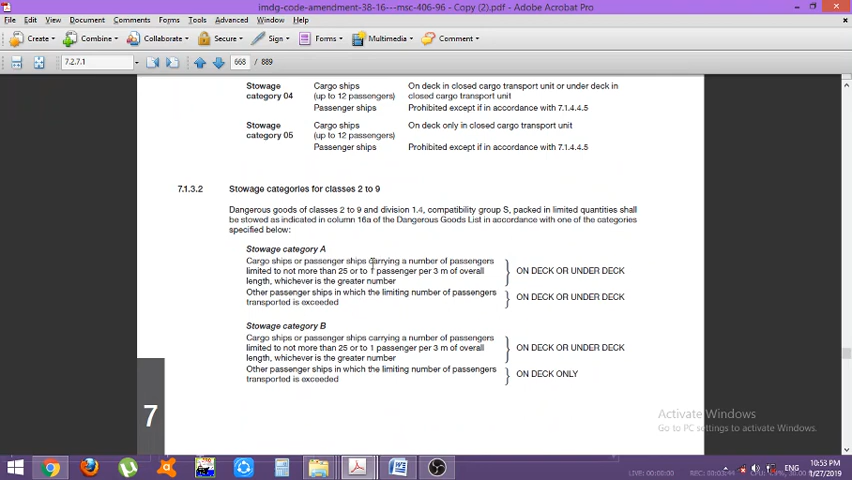 imdg-code-amendment-38-16---msc-406-96 - Copy (2).pdf - Adobe Acrobat Pro
File Edit View Document Comments Forms Tools Advanced Window Help
Create Combine Collaborate Secure Sign Forms Multimedia Comment
7.2.7.1 668 / 889
Stowage category 04 Cargo ships (up to 12 passengers) On deck in closed cargo transport unit or under deck in closed cargo transport unit
Passenger ships Prohibited except if in accordance with 7.1.4.4.5
Stowage category 05 Cargo ships (up to 12 passengers) On deck only in closed cargo transport unit
Passenger ships Prohibited except if in accordance with 7.1.4.4.5
7.1.3.2 Stowage categories for classes 2 to 9
Dangerous goods of classes 2 to 9 and division 1.4, compatibility group S, packed in limited quantities shall
be stowed as indicated in column 16a of the Dangerous Goods List in accordance with one of the categories
specified below:
Stowage category A
Cargo ships or passenger ships carrying a number of passengers
limited to not more than 25 or to 1 passenger per 3 m of overall
length, whichever is the greater number
ON DECK OR UNDER DECK
Other passenger ships in which the limiting number of passengers
transported is exceeded
ON DECK OR UNDER DECK
Stowage category B
Cargo ships or passenger ships carrying a number of passengers
limited to not more than 25 or to 1 passenger per 3 m of overall
length, whichever is the greater number
ON DECK OR UNDER DECK
Other passenger ships in which the limiting number of passengers
transported is exceeded
ON DECK ONLY
7
Activate Windows
Go to PC settings to activate Windows.
ENG
10:53 PM
1/27/2019